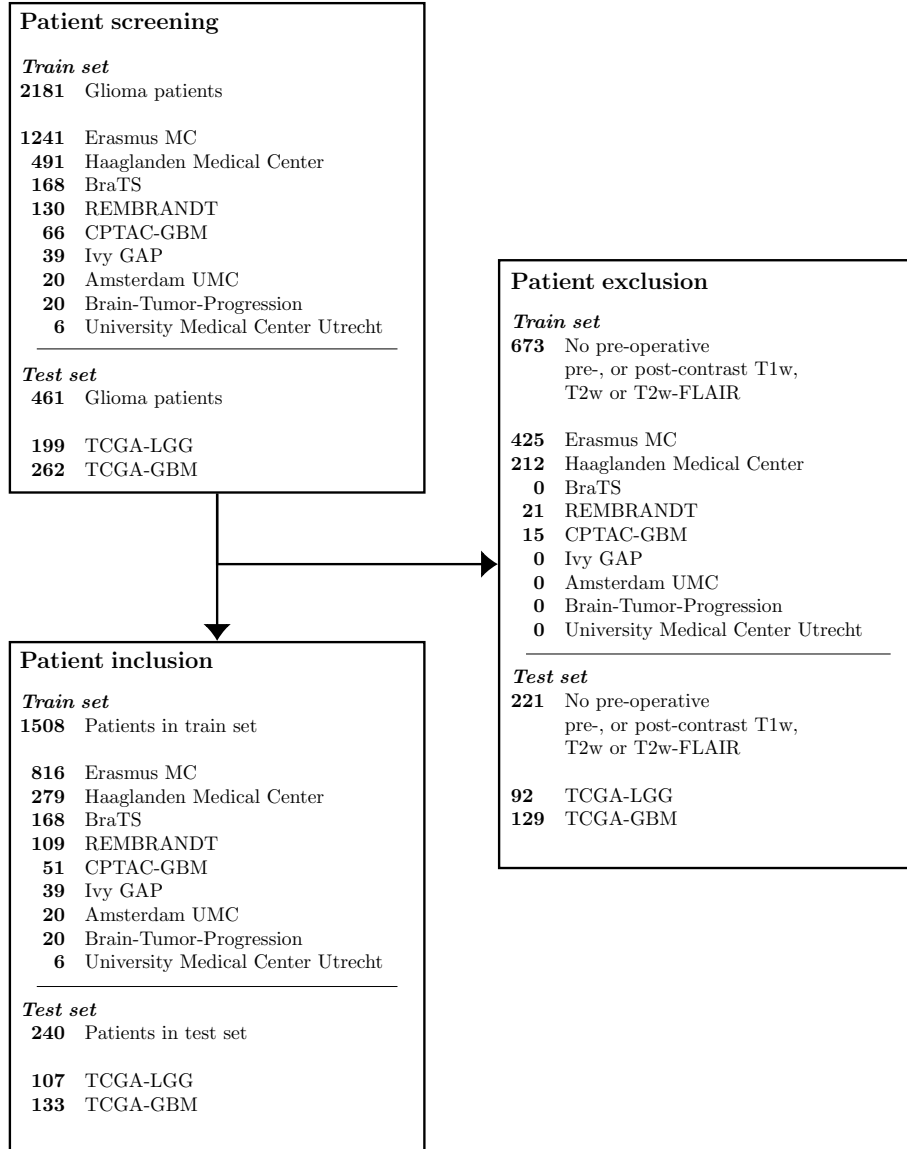 Patient screening
Train set
2181 Glioma patients
1241 Erasmus MC
491 Haaglanden Medical Center
168 BraTS
130 REMBRANDT
66 CPTAC-GBM
39 Ivy GAP
20 Amsterdam UMC
20 Brain-Tumor-Progression
6 University Medical Center Utrecht
Test set
461 Glioma patients
199 TCGA-LGG
262 TCGA-GBM
Patient exclusion
Train set
673 No pre-operative
pre-, or post-contrast T1w,
T2w or T2w-FLAIR
425 Erasmus MC
212 Haaglanden Medical Center
0 BraTS
21 REMBRANDT
15 CPTAC-GBM
0 Ivy GAP
0 Amsterdam UMC
0 Brain-Tumor-Progression
0 University Medical Center Utrecht
Test set
221 No pre-operative
pre-, or post-contrast T1w,
T2w or T2w-FLAIR
92 TCGA-LGG
129 TCGA-GBM
Patient inclusion
Train set
1508 Patients in train set
816 Erasmus MC
279 Haaglanden Medical Center
168 BraTS
109 REMBRANDT
51 CPTAC-GBM
39 Ivy GAP
20 Amsterdam UMC
20 Brain-Tumor-Progression
6 University Medical Center Utrecht
Test set
240 Patients in test set
107 TCGA-LGG
133 TCGA-GBM